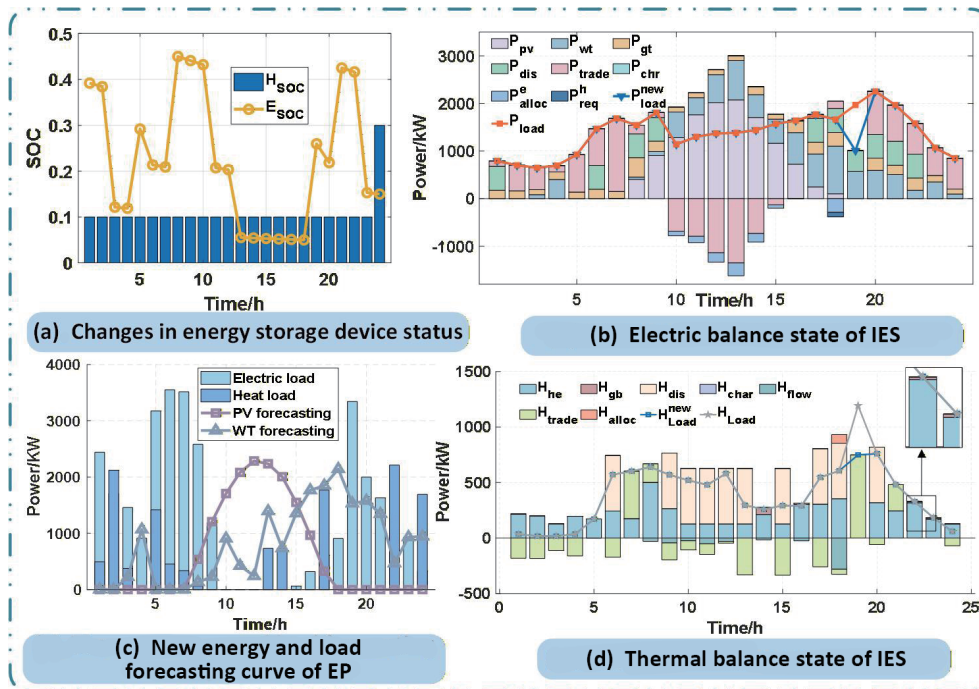 0.5
0.4
0.3
0.2
0.1
0
SOC
H_SOC
E_SOC
5 10 15 20
Time/h
(a) Changes in energy storage device status
3000
2000
1000
0
-1000
Power/kW
P_pv P_wt P_gt
P_dis P_trade P_chr
P^e_alloc P^h_req P^new_load
P_load
5 10 15 20
Time/h
(b) Electric balance state of IES
4000
3000
2000
1000
0
Power/KW
Electric load
Heat load
PV forecasting
WT forecasting
5 10 15 20
Time/h
(c) New energy and load
forecasting curve of EP
1500
1000
500
0
-500
Power/kW
H_he H_gb H_dis H_char H_flow
H_trade H_alloc H^new_Load H_Load
0 5 10 15 20 25
Time/h
(d) Thermal balance state of IES